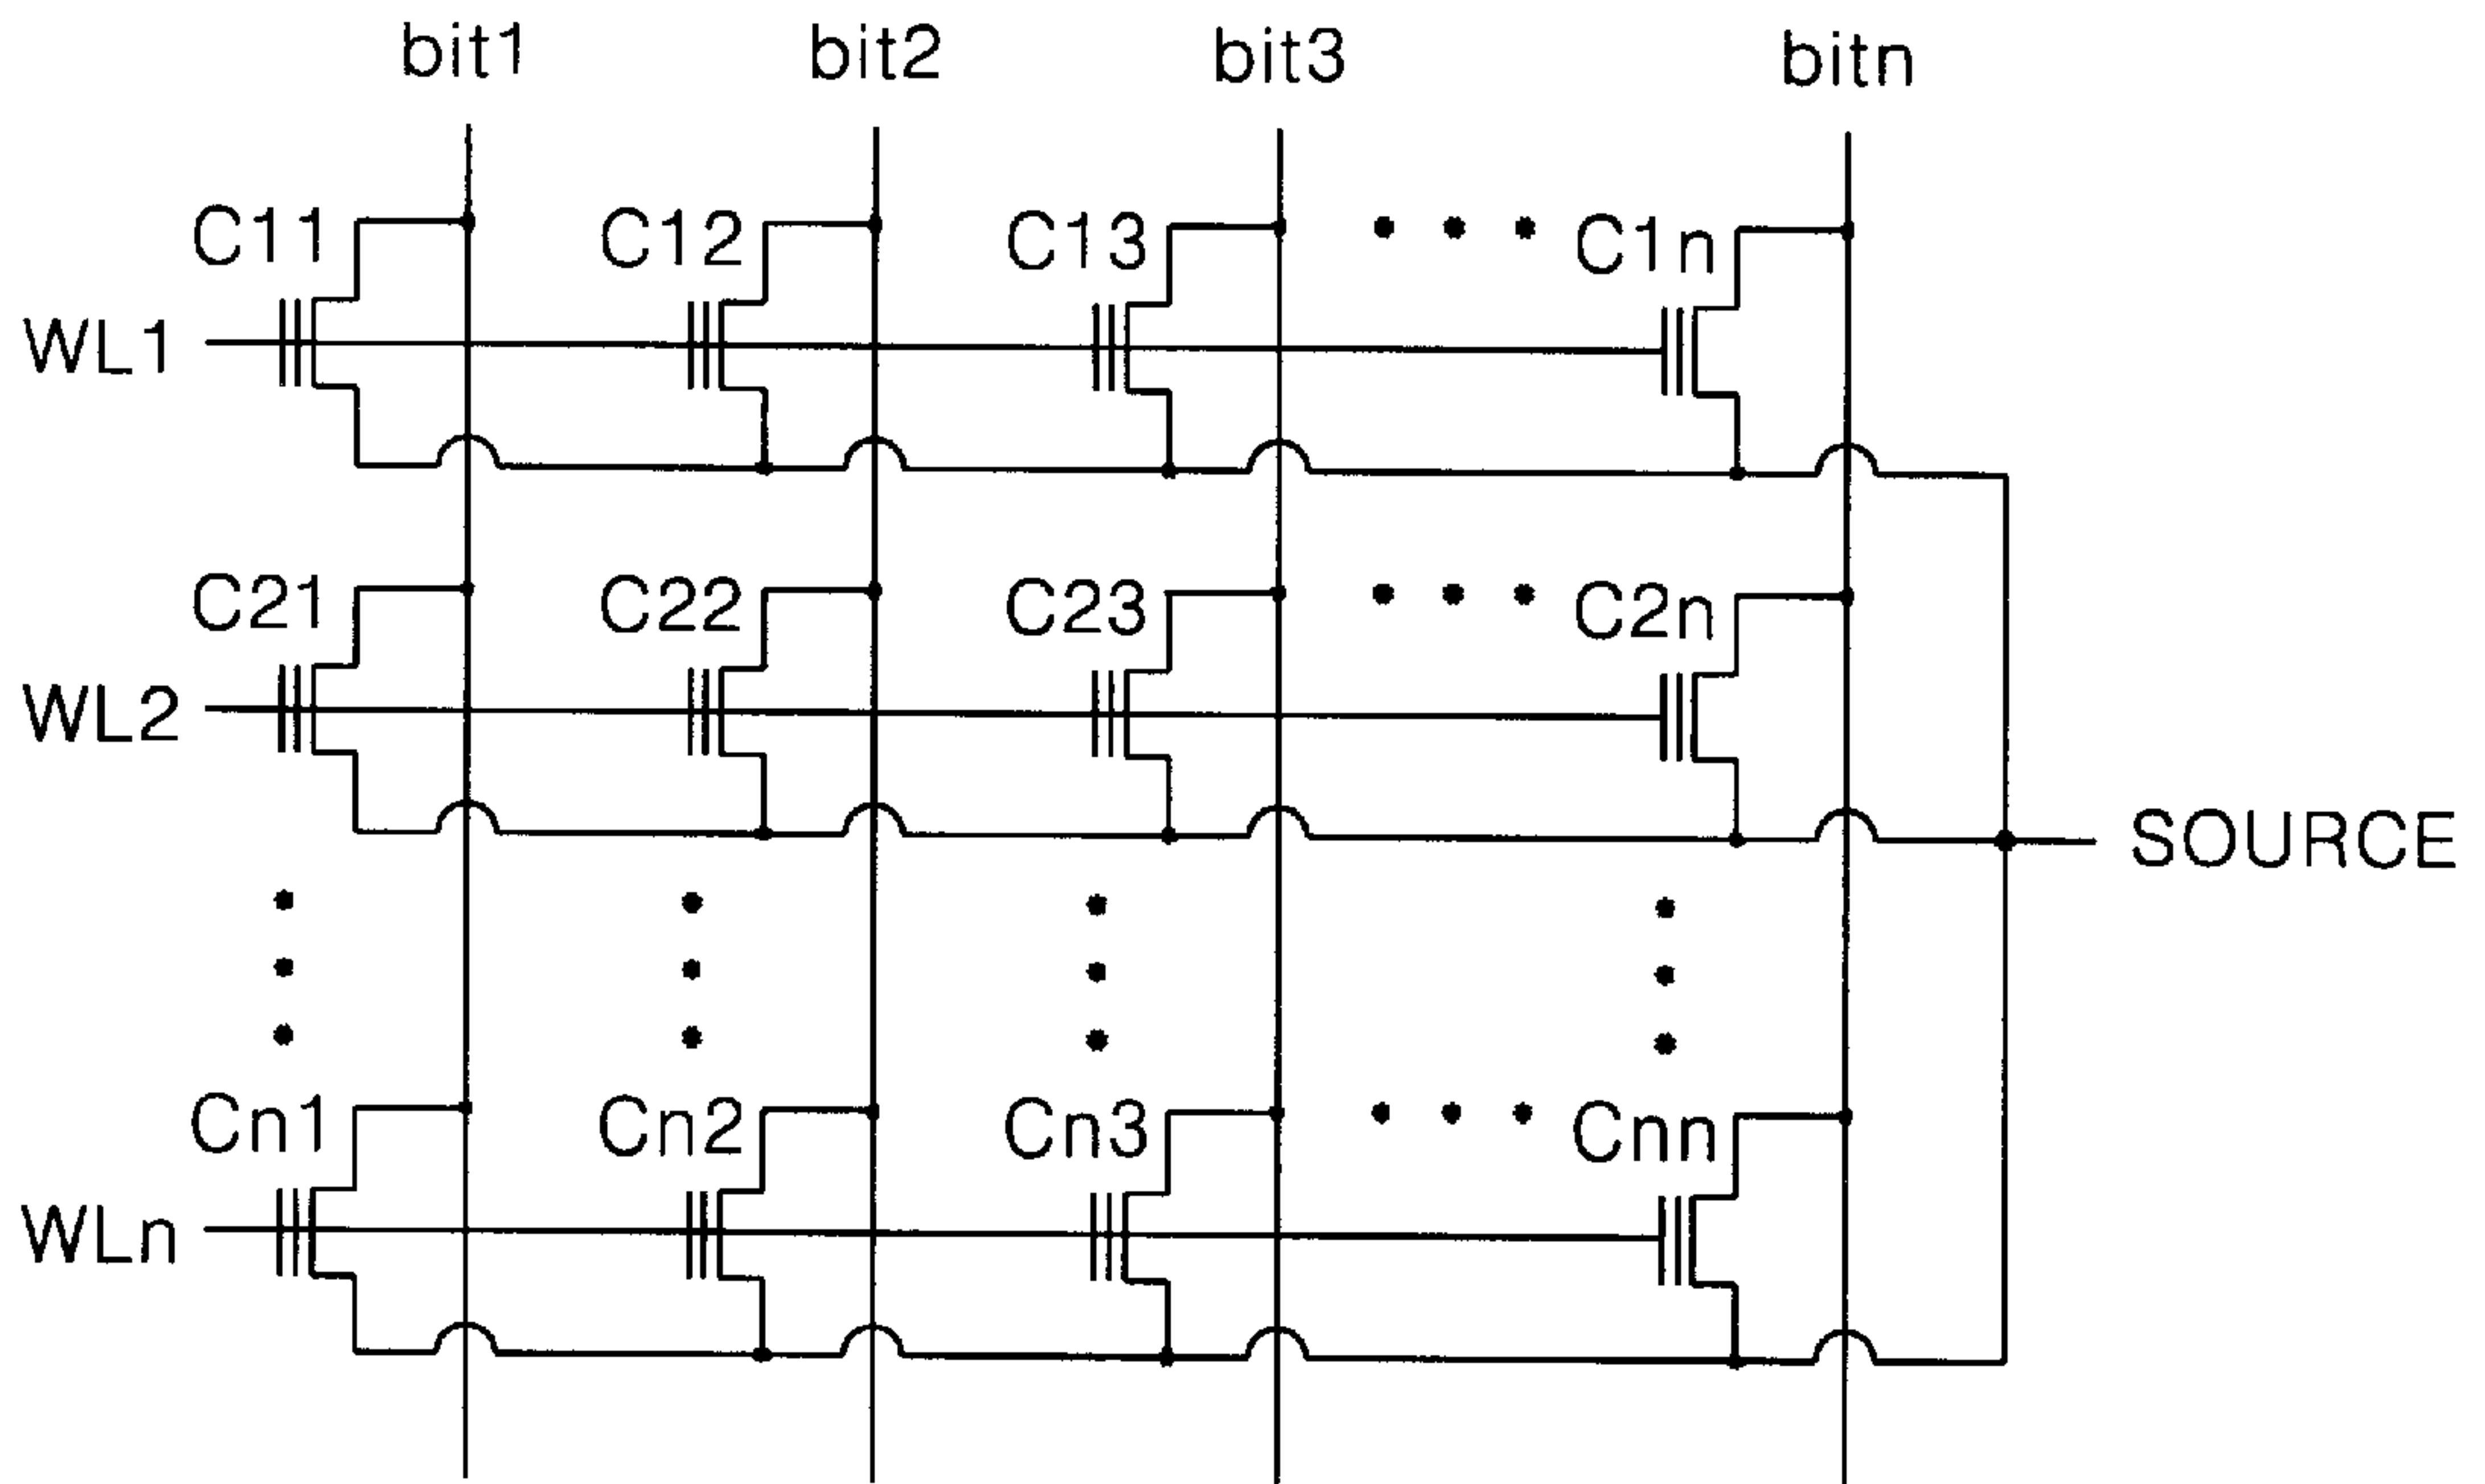 bit1 bit2 bit3 bitn
C11 C12 C13 C1n
WL1
C21 C22 C23 C2n
WL2
SOURCE
Cn1 Cn2 Cn3 Cnn
WLn